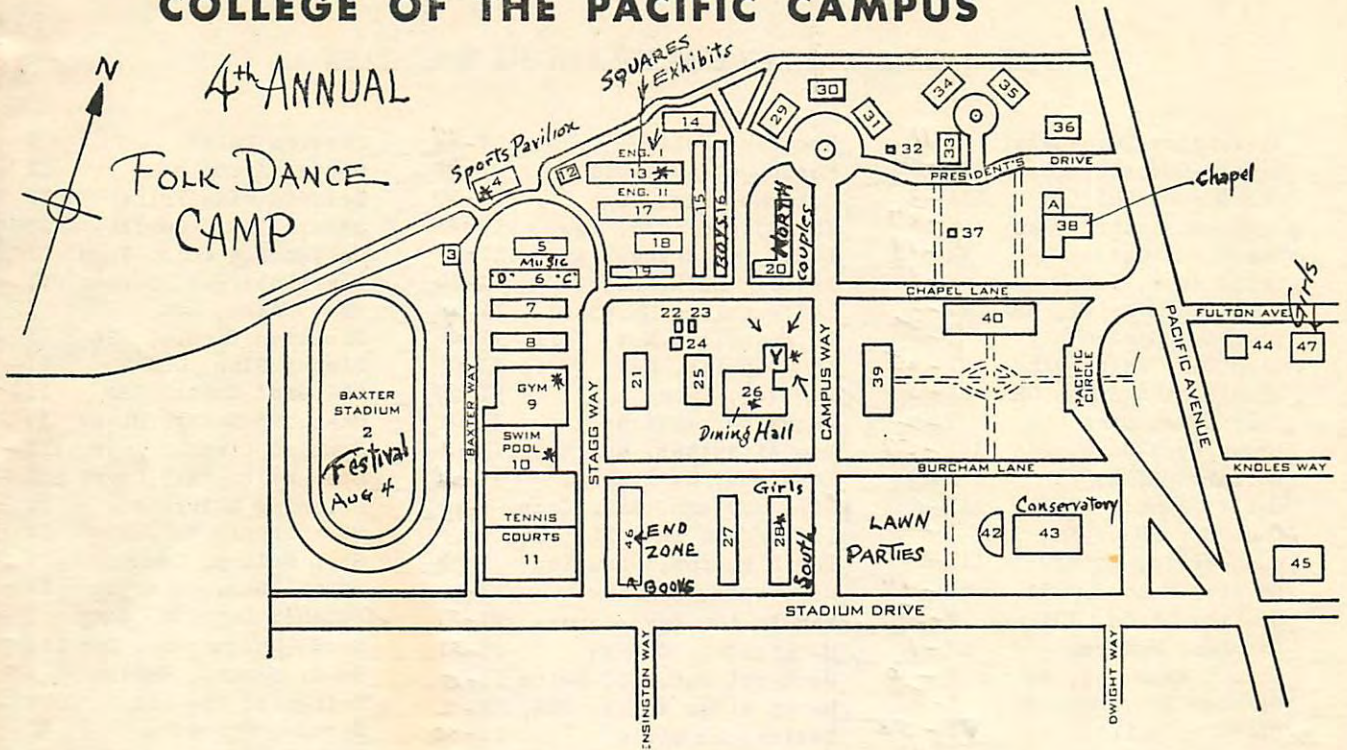 COLLEGE OF THE PACIFIC CAMPUS
N
4th ANNUAL
FOLK DANCE
CAMP
SQUARES
Exhibits
Sports Pavilion
4
12
14
ENG. I
13
ENG. II
17
18
19
15
BOYS 16
NORTH
Couples
20
29
30
31
32
33
34
35
36
PRESIDENT'S DRIVE
A
38
Chapel
37
3
5
Music
"D" 6 "C"
7
8
GYM
9
SWIM
POOL
10
TENNIS
COURTS
11
BAXTER
STADIUM
2
Festival
AUG 4
BAXTER WAY
STAGG WAY
22 23
24
21
25
Y
26
Dining Hall
CAMPUS WAY
CHAPEL LANE
40
39
PACIFIC
CIRCLE
PACIFIC AVENUE
FULTON AVE
Girls
44
47
BURCHAM LANE
KNOLES WAY
46
END
ZONE
BOOKS
27
Girls
28
South
LAWN
PARTIES
42
Conservatory
43
45
STADIUM DRIVE
ENSINGTON WAY
DWIGHT WAY